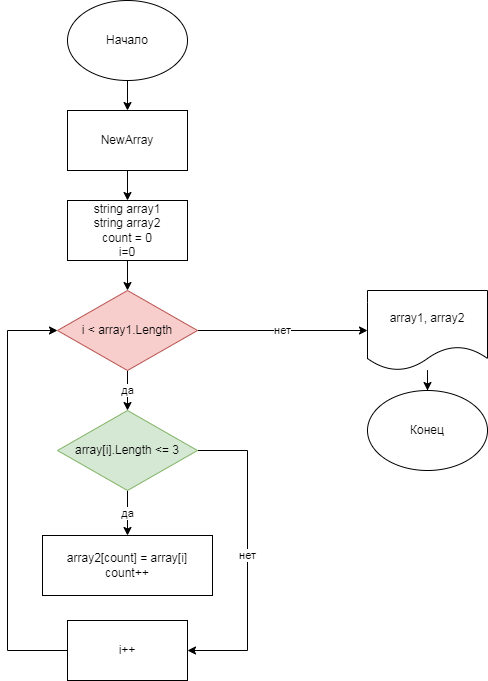 Начало
NewArray
string array1
string array2
count = 0
i=0
i < array1.Length
нет
array1, array2
да
Конец
array[i].Length <= 3
да
нет
array2[count] = array[i]
count++
i++